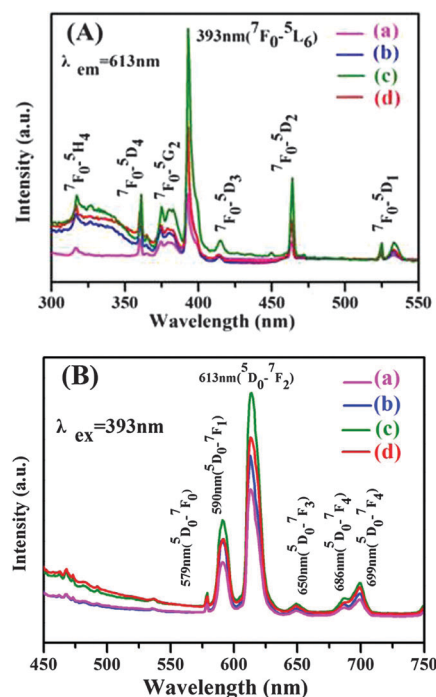 (A)
393nm(⁷F₀-⁵L₆)
λ em=613nm
(a)
(b)
(c)
(d)
⁷F₀-⁵H₄
⁷F₀-⁵D₄
⁷F₀-⁵G₂
⁷F₀-⁵D₃
⁷F₀-⁵D₂
⁷F₀-⁵D₁
Intensity (a.u.)
300 350 400 450 500 550
Wavelength (nm)
(B)
613nm(⁵D₀-⁷F₂)
λ ex=393nm
(a)
(b)
(c)
(d)
579nm(⁵D₀-⁷F₀)
590nm(⁵D₀-⁷F₁)
650nm(⁵D₀-⁷F₃)
686nm(⁵D₀-⁷F₄)
699nm(⁵D₀-⁷F₄)
Intensity (a.u.)
450 500 550 600 650 700 750
Wavelength (nm)